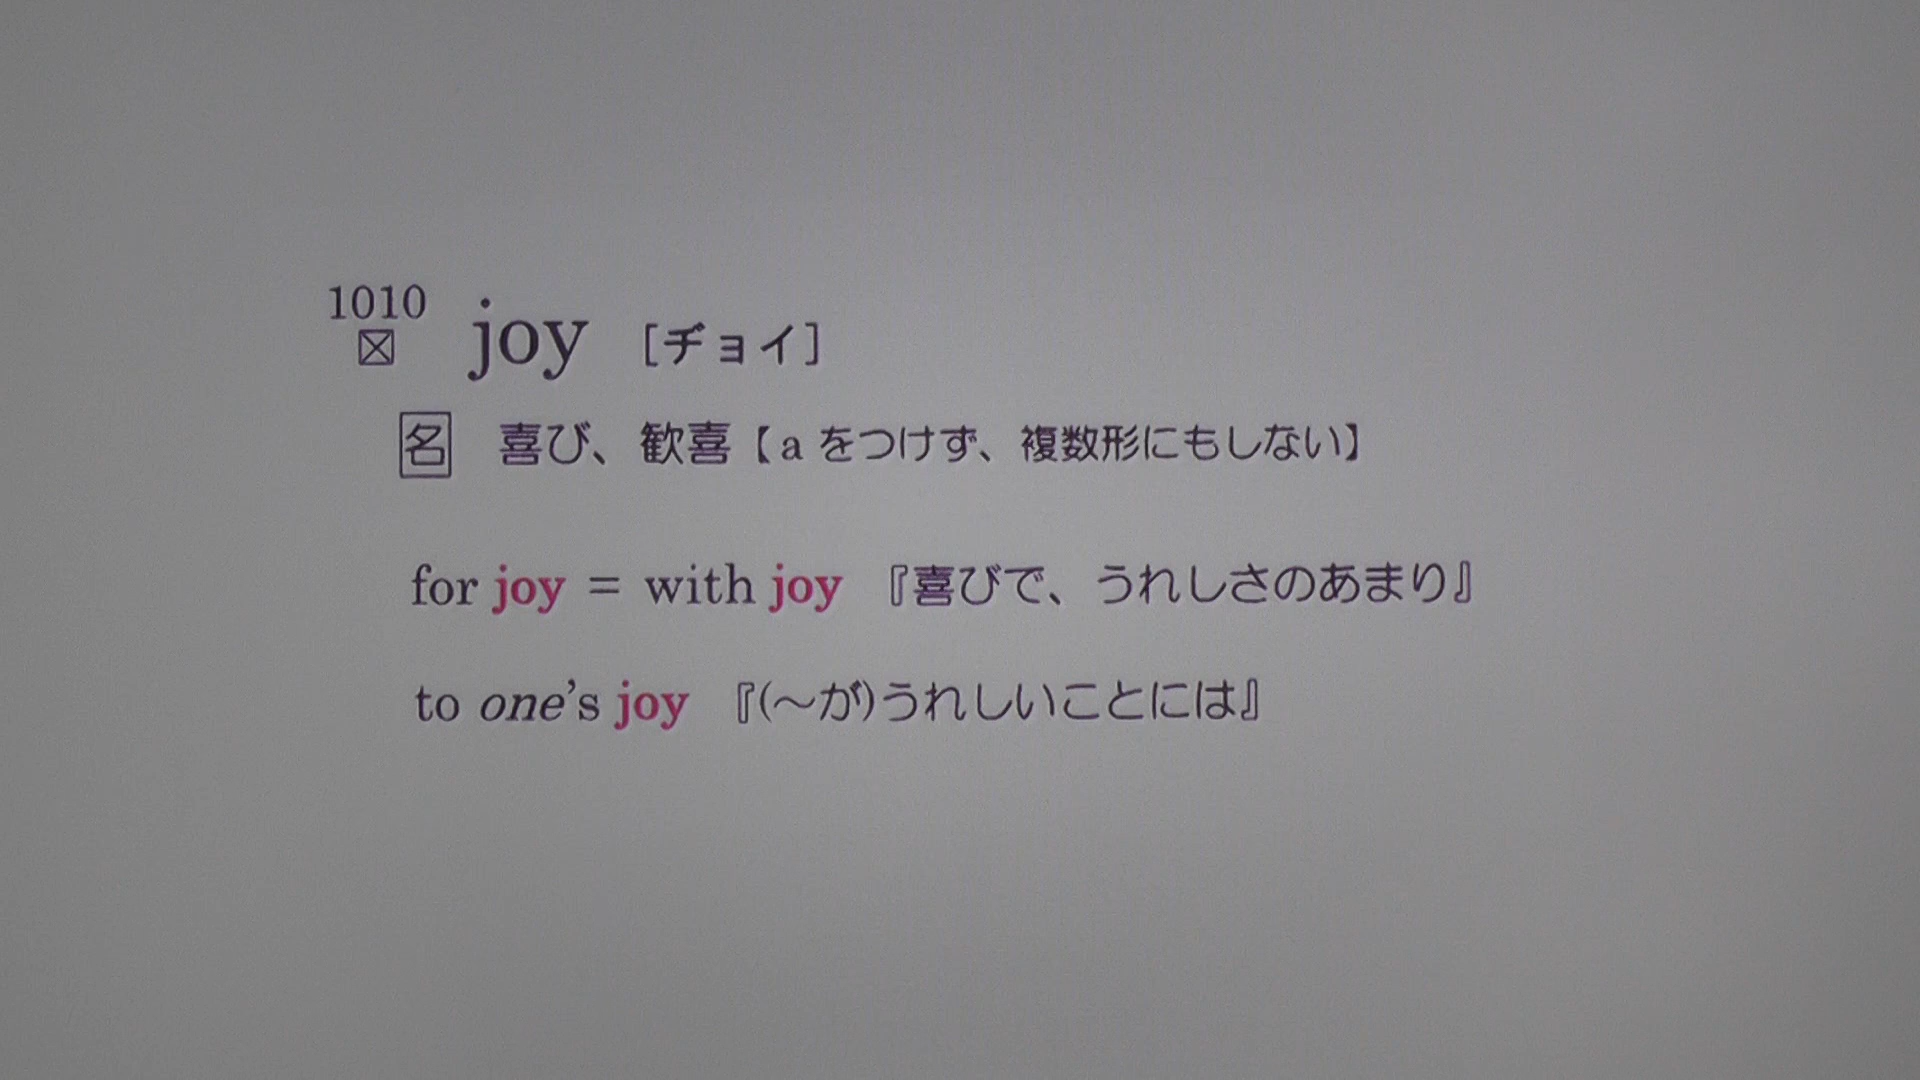 1010
☒ joy [ヂョイ]
名 喜び、歓喜【a をつけず、複数形にもしない】
for joy = with joy 『喜びで、うれしさのあまり』
to one's joy 『(〜が)うれしいことには』